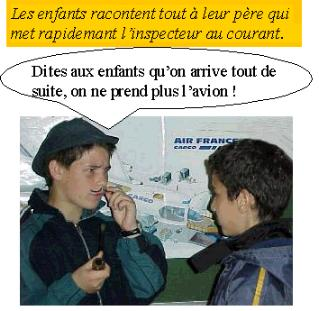 Les enfants racontent tout à leur père qui
met rapidemant l'inspecteur au courant.
Dites aux enfants qu'on arrive tout de
suite, on ne prend plus l'avion !
AIR FRANCE
CARGO